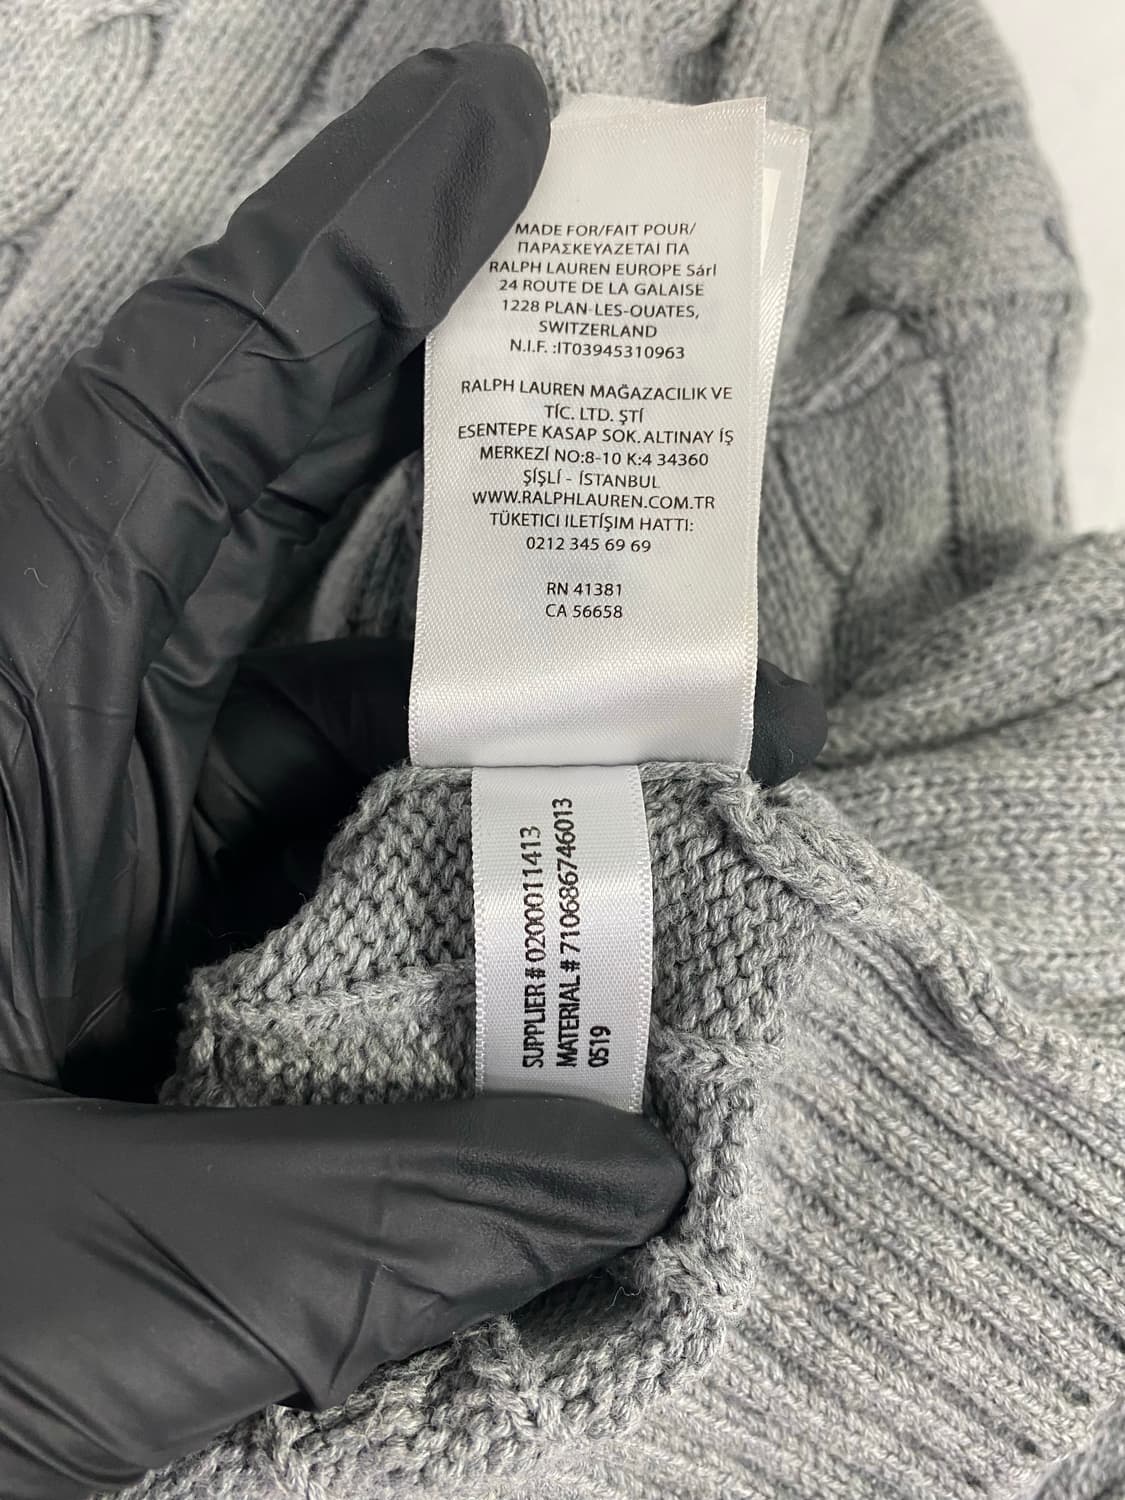 MADE FOR/FAIT POUR/
ΠΑΡΑΣΚΕΥΑΖΕΤΑΙ ΠΑ
RALPH LAUREN EUROPE Sárl
24 ROUTE DE LA GALAISE
1228 PLAN-LES-OUATES,
SWITZERLAND
N.I.F. :IT03945310963
RALPH LAUREN MAĞAZACILIK VE
TİC. LTD. ŞTİ
ESENTEPE KASAP SOK. ALTINAY İŞ
MERKEZİ NO:8-10 K:4 34360
ŞİŞLİ - İSTANBUL
WWW.RALPHLAUREN.COM.TR
TÜKETICI ILETİŞIM HATTI:
0212 345 69 69
RN 41381
CA 56658
SUPPLIER # 0200011413
MATERIAL # 710686746013
0519